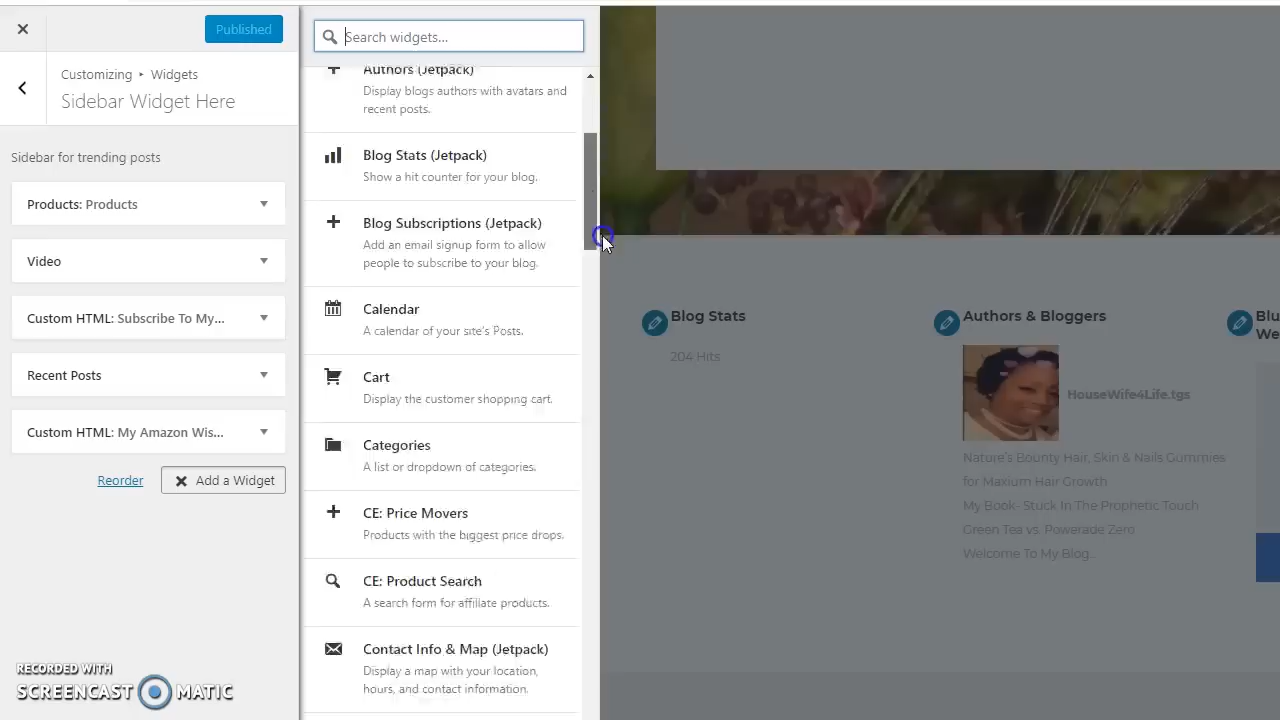 Published
Customizing ▸ Widgets
Sidebar Widget Here
Sidebar for trending posts
Products: Products
Video
Custom HTML: Subscribe To My...
Recent Posts
Custom HTML: My Amazon Wis...
Reorder
Add a Widget
RECORDED WITH
SCREENCAST MATIC
Search widgets...
Authors (Jetpack)
Display blogs authors with avatars and
recent posts.
Blog Stats (Jetpack)
Show a hit counter for your blog.
Blog Subscriptions (Jetpack)
Add an email signup form to allow
people to subscribe to your blog.
Calendar
A calendar of your site's Posts.
Cart
Display the customer shopping cart.
Categories
A list or dropdown of categories.
CE: Price Movers
Products with the biggest price drops.
CE: Product Search
A search form for affiliate products.
Contact Info & Map (Jetpack)
Display a map with your location,
hours, and contact information.
Blog Stats
204 Hits
Authors & Bloggers
HouseWife4Life.tgs
Nature's Bounty Hair, Skin & Nails Gummies
for Maxium Hair Growth
My Book- Stuck In The Prophetic Touch
Green Tea vs. Powerade Zero
Welcome To My Blog...